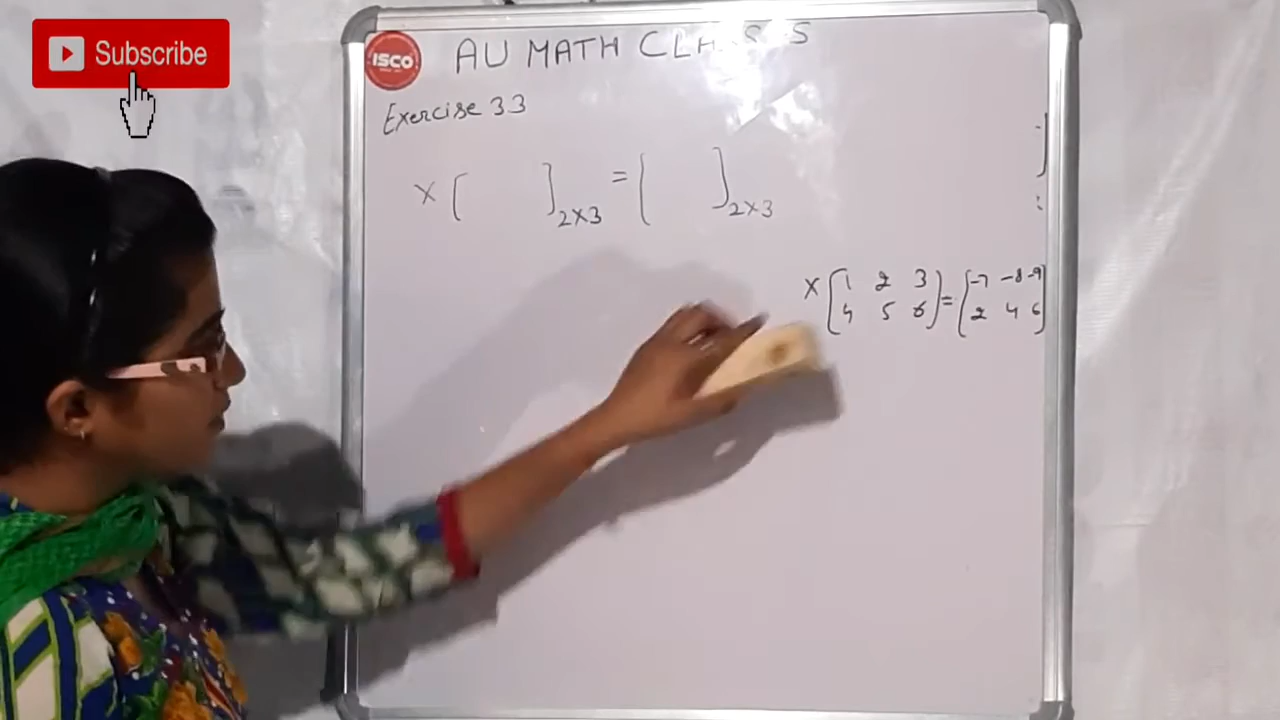 Subscribe
ISCO
AU MATH CLASSES
Exercise 3.3
X [ ]2×3 = [ ]2×3
X [1 2 3 = [-7 -8 -9
4 5 6] 2 4 6]